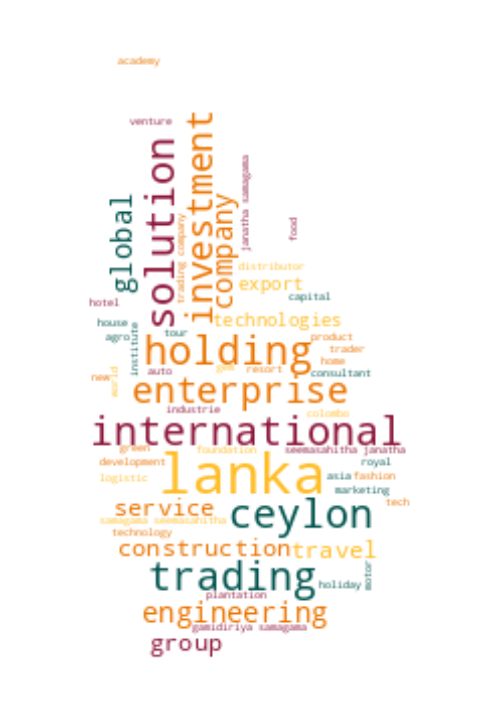 academy
venture
investment
solution
janatha samagama
company
global
trading company
food
distributor
export
capital
hotel
technologies
house
institute
tour
agro
product
holding
trader
home
gem
resort
auto
consultant
new
world
enterprise
industrie
colombo
international
green
foundation
seemasahitha janatha
lanka
development
royal
logistic
asia
fashion
marketing
service
ceylon
tech
samagama seemasahitha
technology
construction
travel
trading
motor
holiday
plantation
engineering
gamidiriya samagama
group